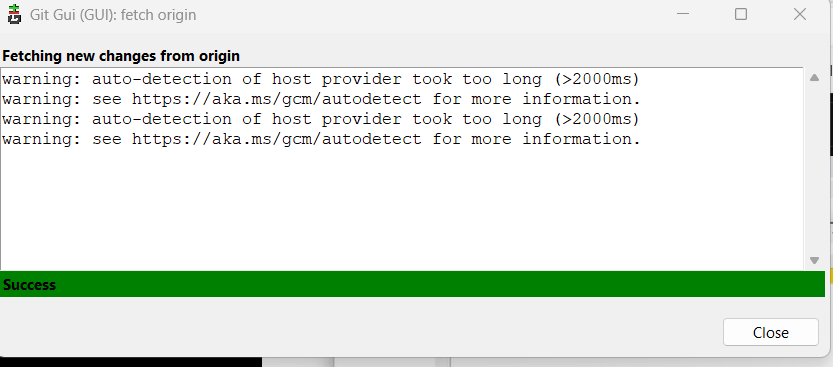 Git Gui (GUI): fetch origin
Fetching new changes from origin
warning: auto-detection of host provider took too long (>2000ms)
warning: see https://aka.ms/gcm/autodetect for more information.
warning: auto-detection of host provider took too long (>2000ms)
warning: see https://aka.ms/gcm/autodetect for more information.
Success
Close